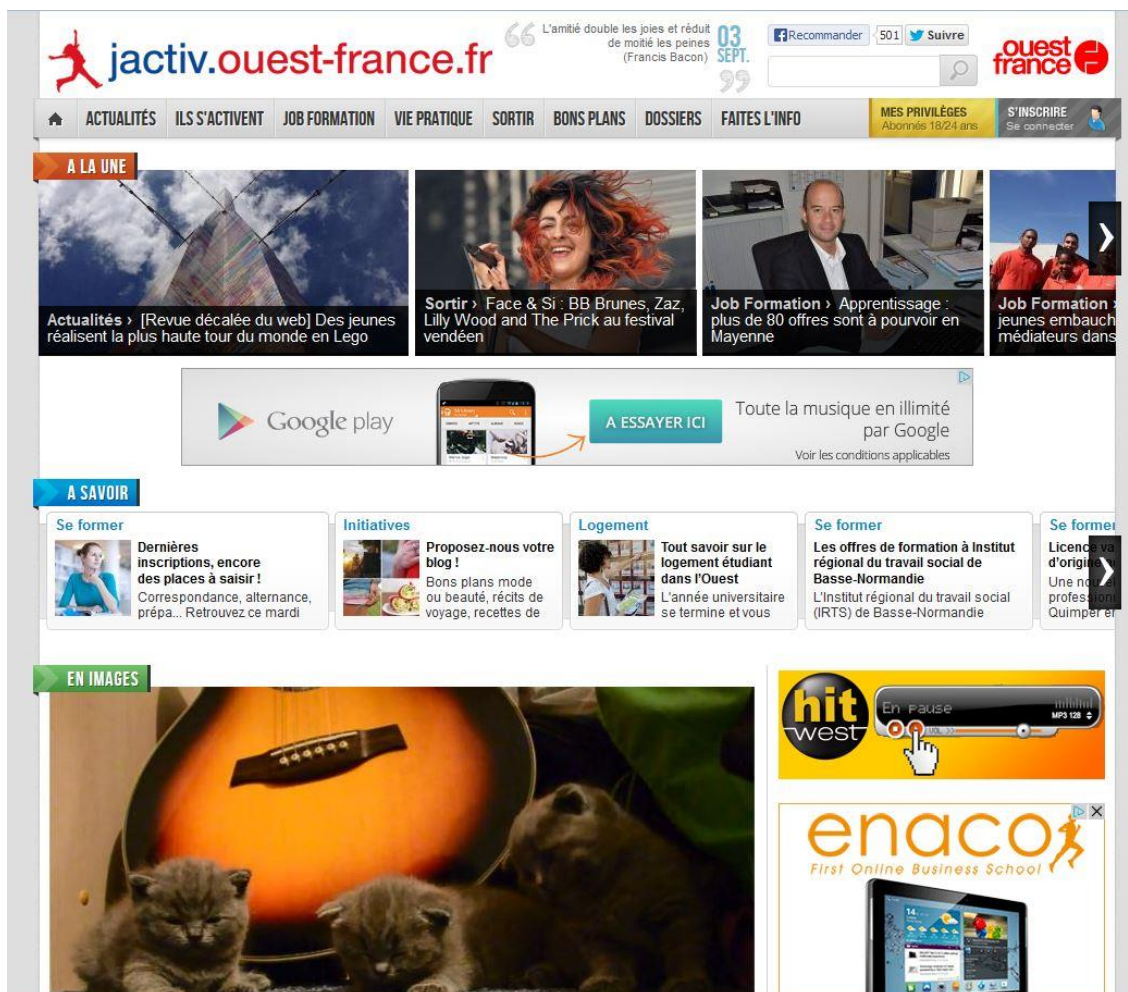 jactiv.ouest-france.fr
L'amitié double les joies et réduit
de moitié les peines
(Francis Bacon)
03
SEPT.
Recommander 501 Suivre
ouest
france
ACTUALITÉS ILS S'ACTIVENT JOB FORMATION VIE PRATIQUE SORTIR BONS PLANS DOSSIERS FAITES L'INFO
MES PRIVILÈGES
Abonnés 18/24 ans
S'INSCRIRE
Se connecter
A LA UNE
Actualités › [Revue décalée du web] Des jeunes
réalisent la plus haute tour du monde en Lego
Sortir › Face & Si : BB Brunes, Zaz,
Lilly Wood and The Prick au festival
vendéen
Job Formation › Apprentissage :
plus de 80 offres sont à pourvoir en
Mayenne
Job Formation ›
jeunes embauch
médiateurs dans
Google play
A ESSAYER ICI
Toute la musique en illimité
par Google
Voir les conditions applicables
A SAVOIR
Se former
Dernières
inscriptions, encore
des places à saisir !
Correspondance, alternance,
prépa... Retrouvez ce mardi
Initiatives
Proposez-nous votre
blog !
Bons plans mode
ou beauté, récits de
voyage, recettes de
Logement
Tout savoir sur le
logement étudiant
dans l'Ouest
L'année universitaire
se termine et vous
Se former
Les offres de formation à Institut
régional du travail social de
Basse-Normandie
L'Institut régional du travail social
(IRTS) de Basse-Normandie
Se former
Licence
d'origine
Une
Quimper
EN IMAGES
hit
west
En pause
MP3 128
VOL
enaco
First Online Business School